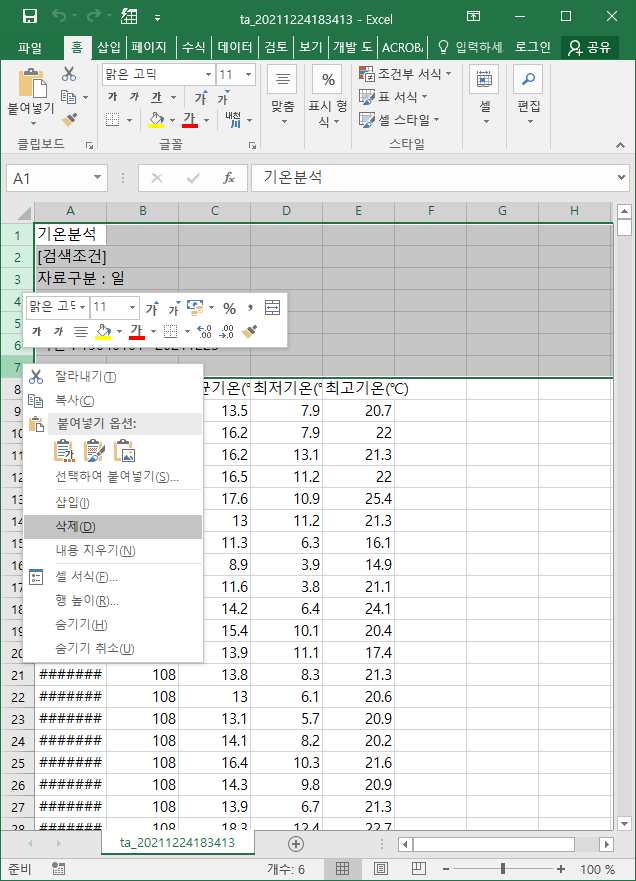 ta_20211224183413 - Excel
파일 홈 삽입 페이지 수식 데이터 검토 보기 개발 도 ACROBA 입력하세 로그인 공유
붙여넣기
맑은 고딕 11
가 가 가 가 가
가 내천
맞춤
% 표시 형식
조건부 서식
표 서식
셀 스타일
셀
편집
클립보드 글꼴 스타일
A1 fx 기온분석
A B C D E F G H
1 기온분석
2 [검색조건]
3 자료구분 : 일
4
5
6
7
맑은 고딕 11 가 가 % ,
가 가 가 .00 .00
8 균기온(° 최저기온(° 최고기온(℃)
9 13.5 7.9 20.7
10 16.2 7.9 22
11 16.2 13.1 21.3
12 16.5 11.2 22
13 17.6 10.9 25.4
14 13 11.2 21.3
15 11.3 6.3 16.1
16 8.9 3.9 14.9
17 11.6 3.8 21.1
18 14.2 6.4 24.1
19 15.4 10.1 20.4
20 13.9 11.1 17.4
21 ####### 108 13.8 8.3 21.3
22 ####### 108 13 6.1 20.6
23 ####### 108 13.1 5.7 20.9
24 ####### 108 14.1 8.2 20.2
25 ####### 108 16.4 10.3 21.6
26 ####### 108 14.3 9.8 20.9
27 ####### 108 13.9 6.7 21.3
28 ####### 108 18.3 12.4 22.7
잘라내기(T)
복사(C)
붙여넣기 옵션:
선택하여 붙여넣기(S)...
삽입(I)
삭제(D)
내용 지우기(N)
셀 서식(F)...
행 높이(R)...
숨기기(H)
숨기기 취소(U)
ta_20211224183413
준비 개수: 6 100 %